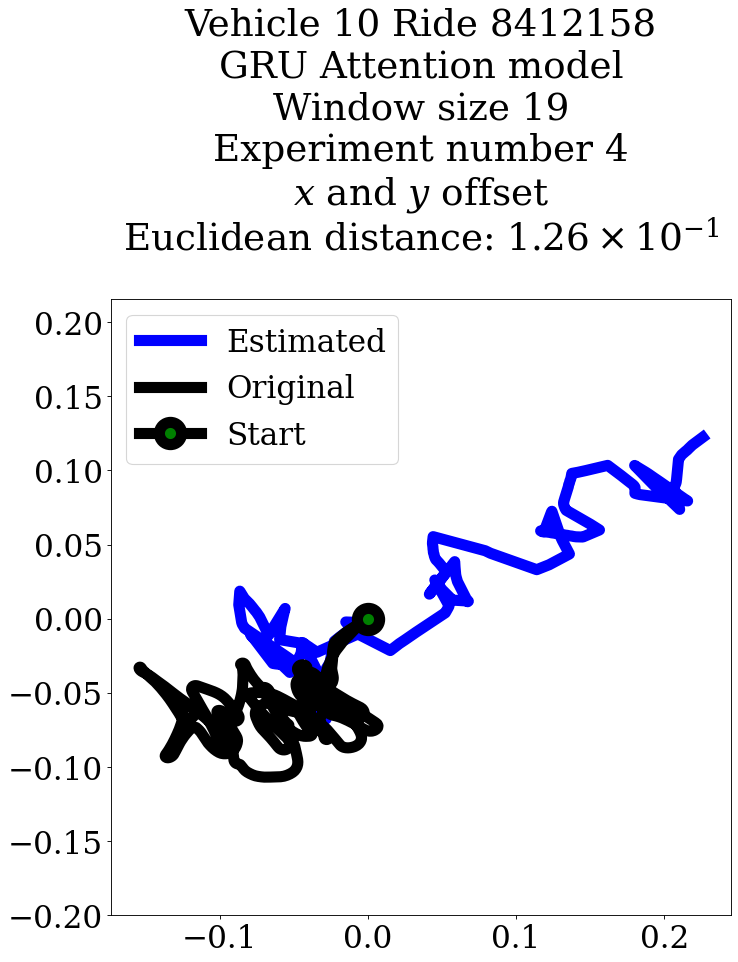 Vehicle 10 Ride 8412158
GRU Attention model
Window size 19
Experiment number 4
x and y offset
Euclidean distance: 1.26 × 10⁻¹
Estimated
Original
Start
0.20
0.15
0.10
0.05
0.00
−0.05
−0.10
−0.15
−0.20
−0.1 0.0 0.1 0.2